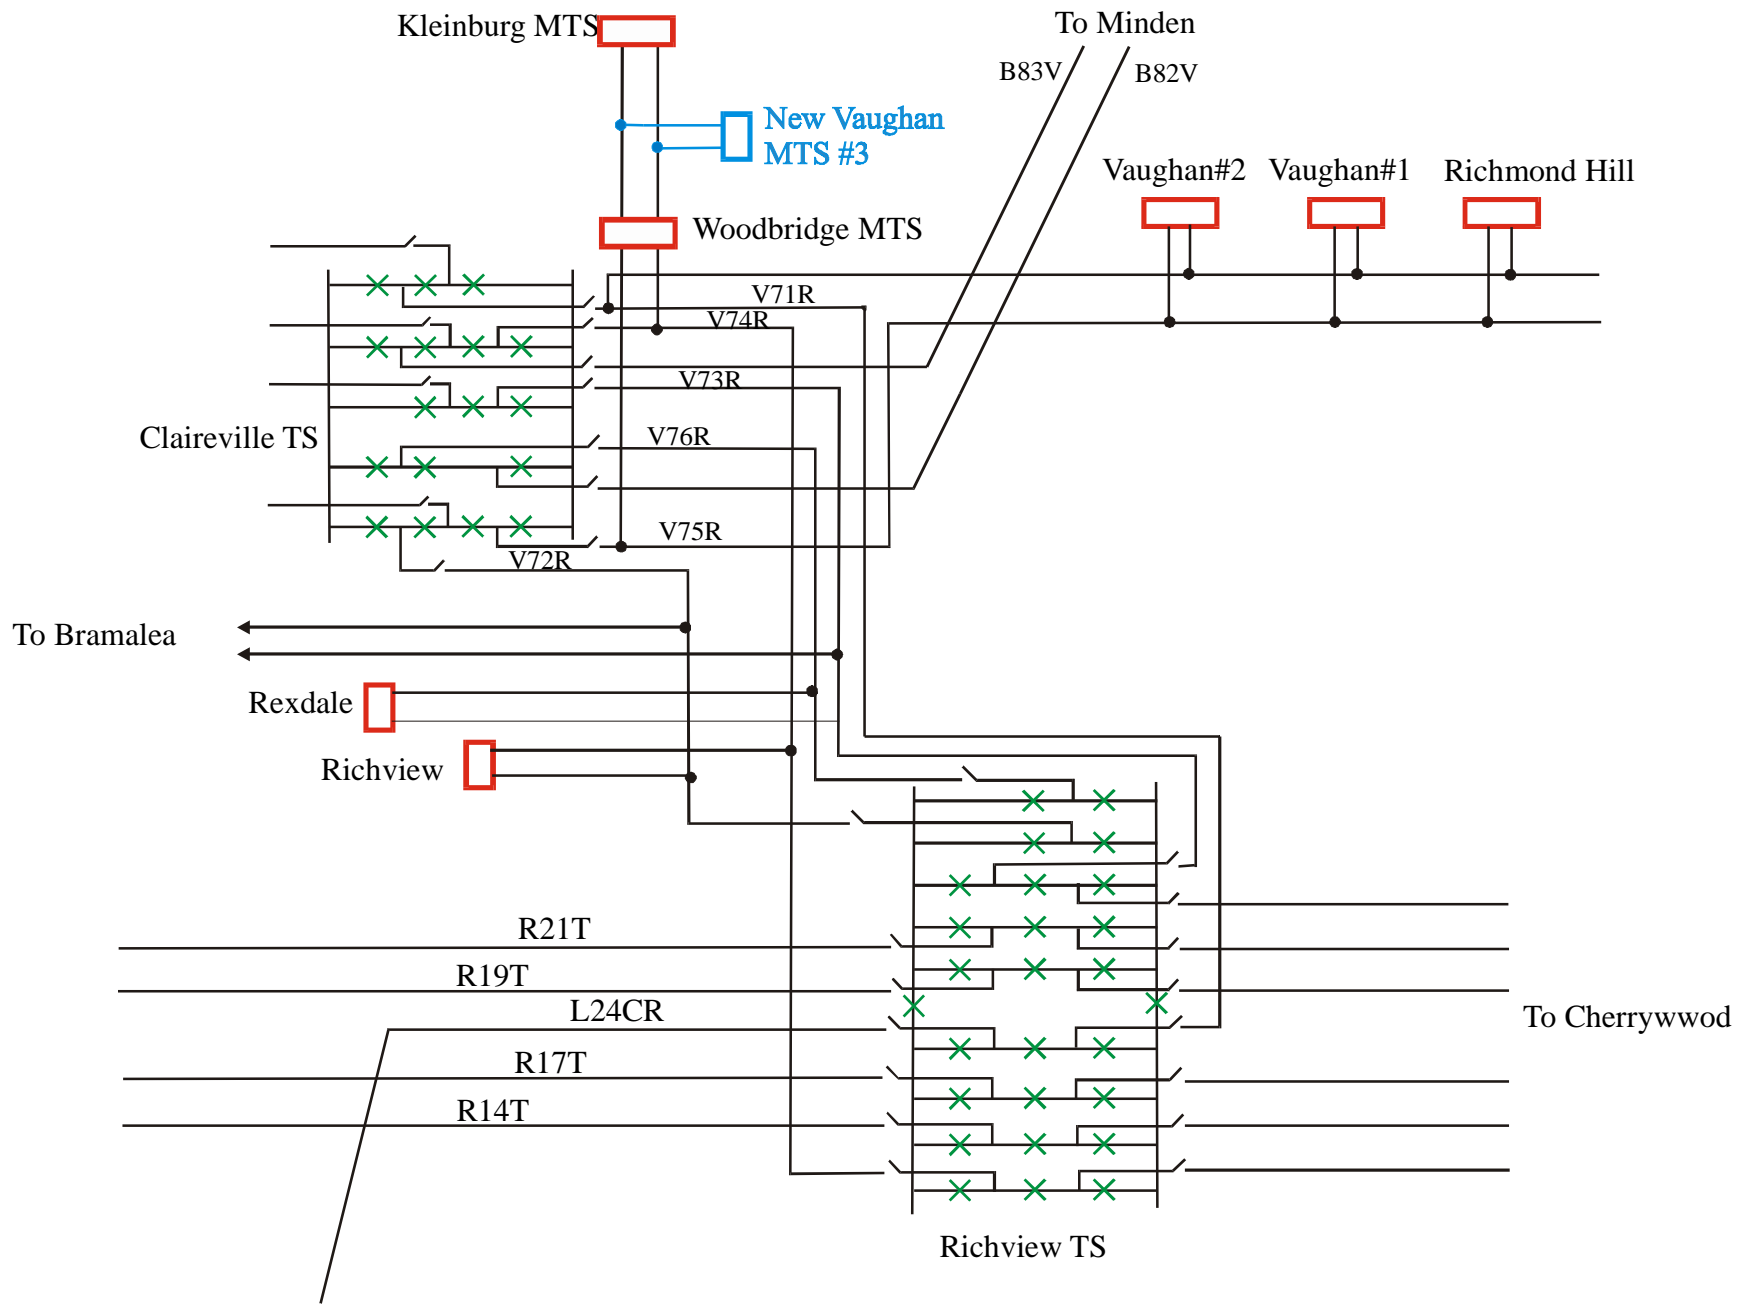 Kleinburg MTS
To Minden
B83V
B82V
New Vaughan
MTS #3
Vaughan#2
Vaughan#1
Richmond Hill
Woodbridge MTS
V71R
V74R
V73R
Claireville TS
V76R
V75R
V72R
To Bramalea
Rexdale
Richview
R21T
R19T
L24CR
To Cherrywwod
R17T
R14T
Richview TS